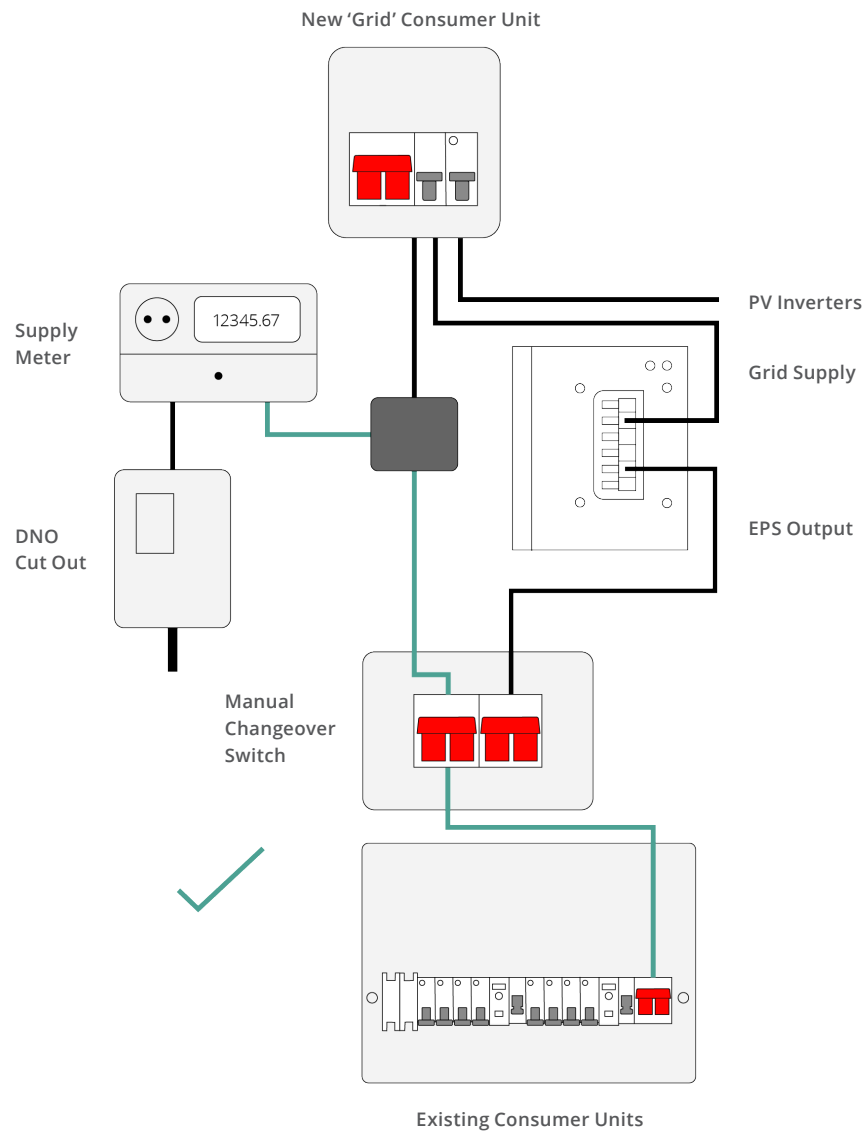 New ‘Grid’ Consumer Unit
12345.67
Supply
Meter
PV Inverters
Grid Supply
DNO
Cut Out
EPS Output
Manual
Changeover
Switch
Existing Consumer Units